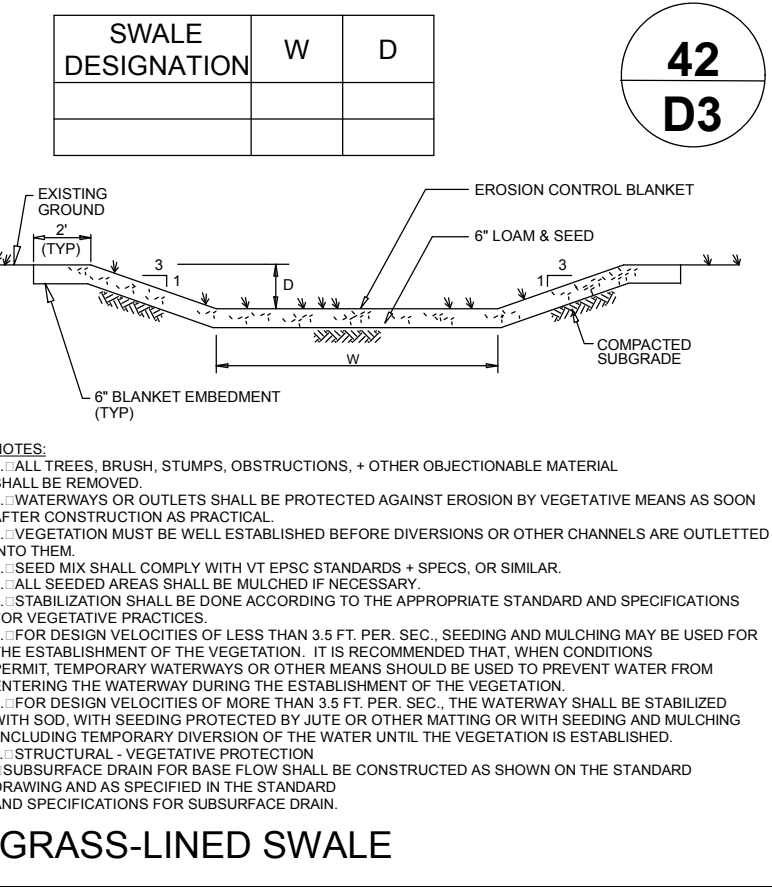 SWALE
DESIGNATION
W
D
42
D3
EXISTING
GROUND
2'
(TYP)
EROSION CONTROL BLANKET
6" LOAM & SEED
3
1
D
3
1
W
COMPACTED
SUBGRADE
6" BLANKET EMBEDMENT
(TYP)
NOTES:
.□ALL TREES, BRUSH, STUMPS, OBSTRUCTIONS, + OTHER OBJECTIONABLE MATERIAL
SHALL BE REMOVED.
.□WATERWAYS OR OUTLETS SHALL BE PROTECTED AGAINST EROSION BY VEGETATIVE MEANS AS SOON
AFTER CONSTRUCTION AS PRACTICAL.
.□VEGETATION MUST BE WELL ESTABLISHED BEFORE DIVERSIONS OR OTHER CHANNELS ARE OUTLETTED
INTO THEM.
.□SEED MIX SHALL COMPLY WITH VT EPSC STANDARDS + SPECS, OR SIMILAR.
.□ALL SEEDED AREAS SHALL BE MULCHED IF NECESSARY.
.□STABILIZATION SHALL BE DONE ACCORDING TO THE APPROPRIATE STANDARD AND SPECIFICATIONS
FOR VEGETATIVE PRACTICES.
.□FOR DESIGN VELOCITIES OF LESS THAN 3.5 FT. PER. SEC., SEEDING AND MULCHING MAY BE USED FOR
THE ESTABLISHMENT OF THE VEGETATION. IT IS RECOMMENDED THAT, WHEN CONDITIONS
PERMIT, TEMPORARY WATERWAYS OR OTHER MEANS SHOULD BE USED TO PREVENT WATER FROM
ENTERING THE WATERWAY DURING THE ESTABLISHMENT OF THE VEGETATION.
.□FOR DESIGN VELOCITIES OF MORE THAN 3.5 FT. PER. SEC., THE WATERWAY SHALL BE STABILIZED
WITH SOD, WITH SEEDING PROTECTED BY JUTE OR OTHER MATTING OR WITH SEEDING AND MULCHING
INCLUDING TEMPORARY DIVERSION OF THE WATER UNTIL THE VEGETATION IS ESTABLISHED.
.□STRUCTURAL - VEGETATIVE PROTECTION
□SUBSURFACE DRAIN FOR BASE FLOW SHALL BE CONSTRUCTED AS SHOWN ON THE STANDARD
DRAWING AND AS SPECIFIED IN THE STANDARD
AND SPECIFICATIONS FOR SUBSURFACE DRAIN.
GRASS-LINED SWALE